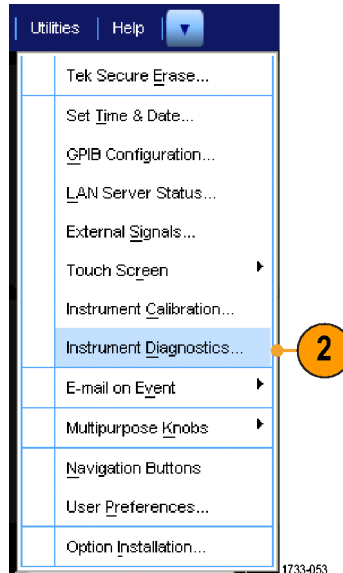 Utilities | Help
Tek Secure Erase...
Set Time & Date...
GPIB Configuration...
LAN Server Status...
External Signals...
Touch Screen
Instrument Calibration...
Instrument Diagnostics...
2
E-mail on Event
Multipurpose Knobs
Navigation Buttons
User Preferences...
Option Installation...
1733-053